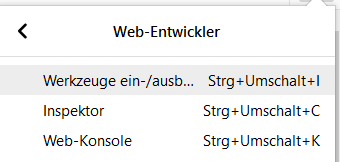 Web-Entwickler
Werkzeuge ein-/ausb... Strg+Umschalt+I
Inspektor Strg+Umschalt+C
Web-Konsole Strg+Umschalt+K